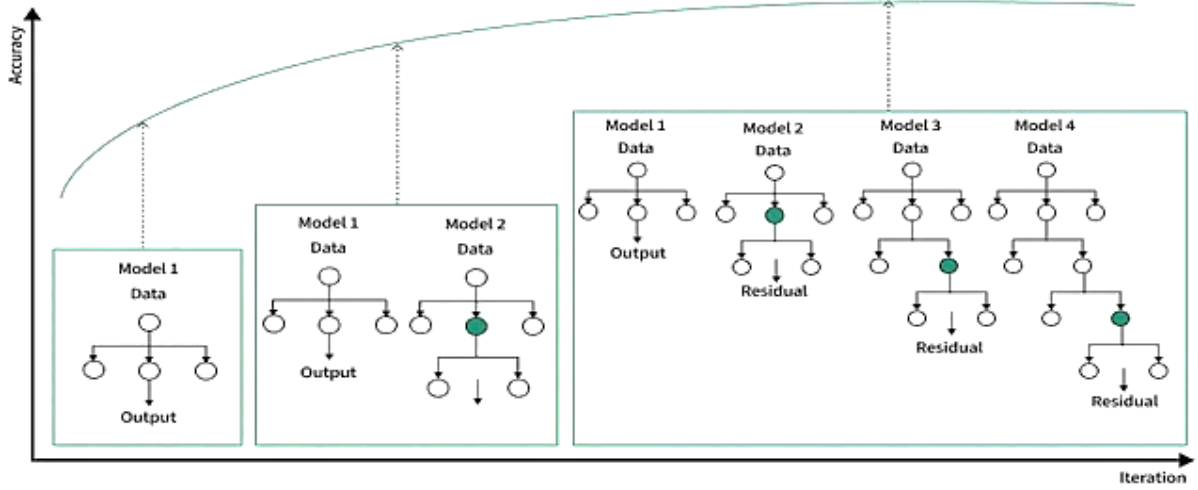 Accuracy
Model 1
Data
Output
Model 1
Data
Output
Model 2
Data
Model 1
Data
Output
Model 2
Data
Residual
Model 3
Data
Residual
Model 4
Data
Residual
Iteration